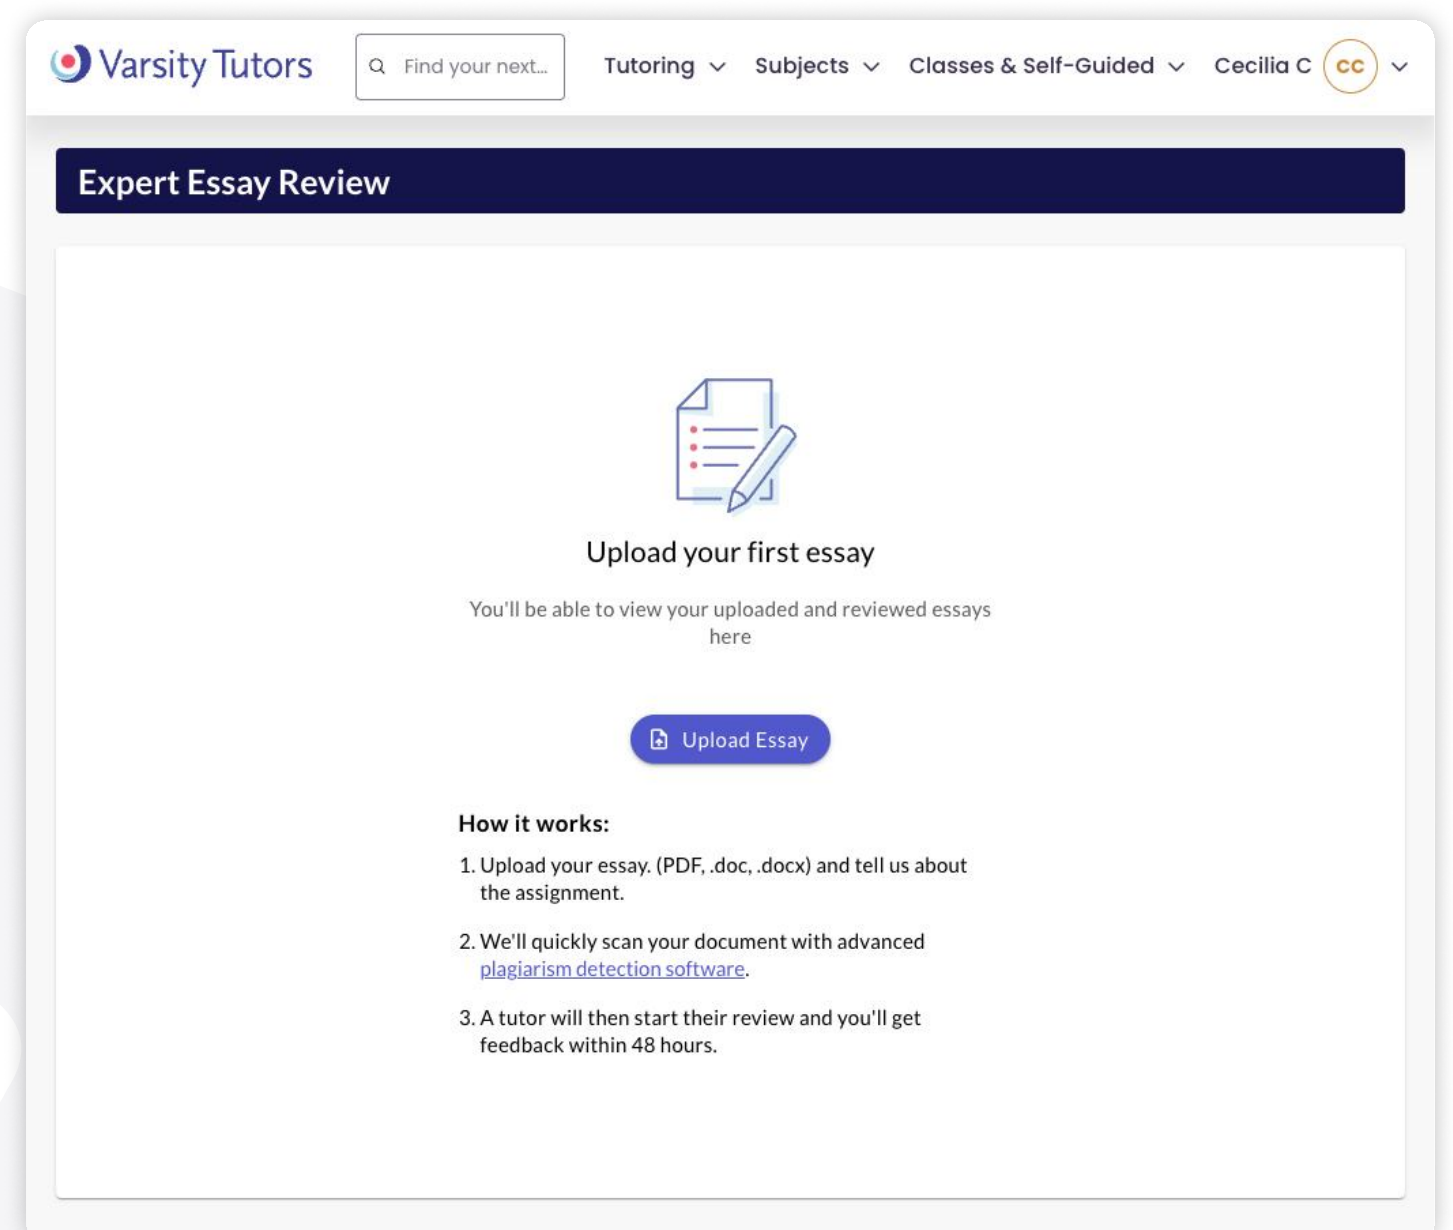 Varsity Tutors
Find your next...
Tutoring
Subjects
Classes & Self-Guided
Cecilia C
CC
Expert Essay Review
Upload your first essay
You'll be able to view your uploaded and reviewed essays
here
Upload Essay
How it works:
1. Upload your essay. (PDF, .doc, .docx) and tell us about
the assignment.
2. We'll quickly scan your document with advanced
plagiarism detection software.
3. A tutor will then start their review and you'll get
feedback within 48 hours.